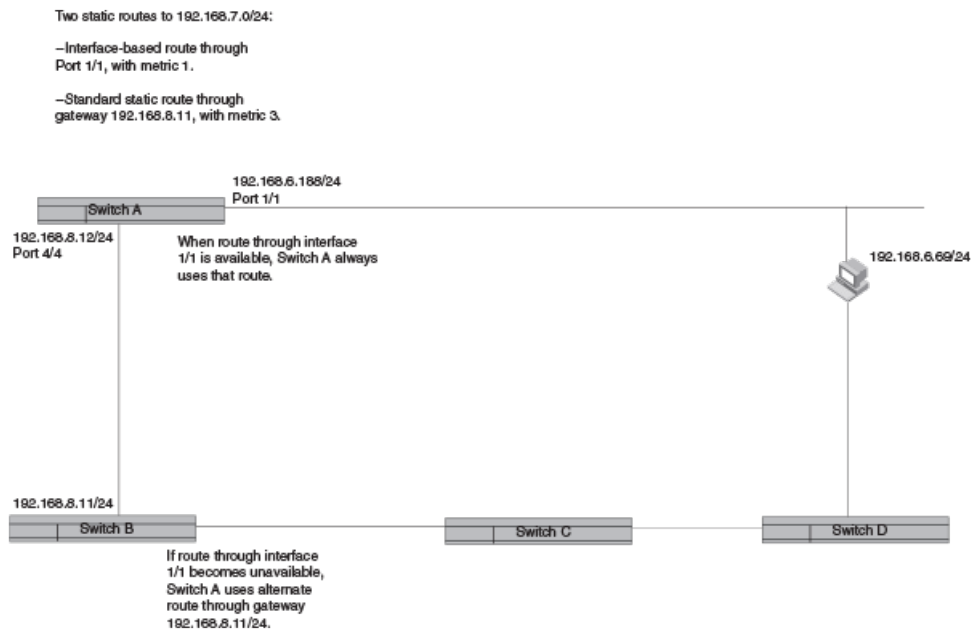 Two static routes to 192.168.7.0/24:
–Interface-based route through
Port 1/1, with metric 1.
–Standard static route through
gateway 192.168.8.11, with metric 3.
192.168.6.188/24
Port 1/1
Switch A
192.168.8.12/24
Port 4/4
When route through interface
1/1 is available, Switch A always
uses that route.
192.168.6.69/24
192.168.8.11/24
Switch B
Switch C
Switch D
If route through interface
1/1 becomes unavailable,
Switch A uses alternate
route through gateway
192.168.8.11/24.